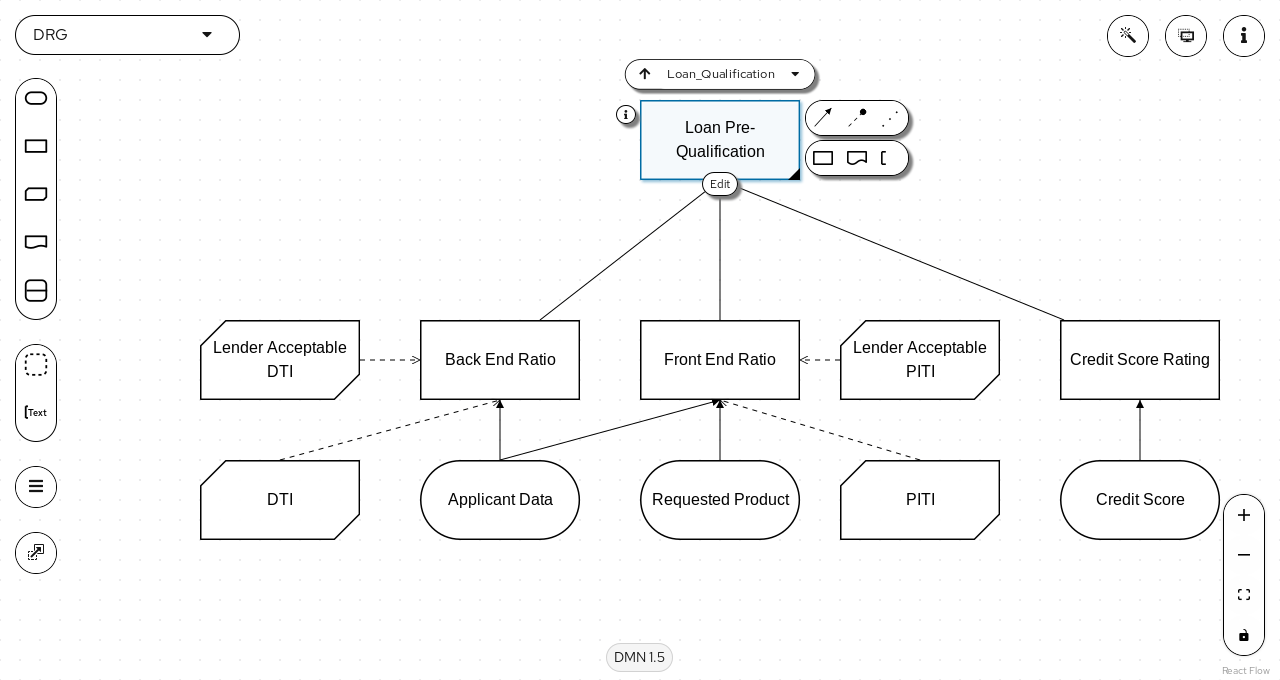 DRG
Loan_Qualification
Loan Pre-
Qualification
Edit
Lender Acceptable
DTI
Back End Ratio
Front End Ratio
Lender Acceptable
PITI
Credit Score Rating
[Text
DTI
Applicant Data
Requested Product
PITI
Credit Score
DMN 1.5
React Flow